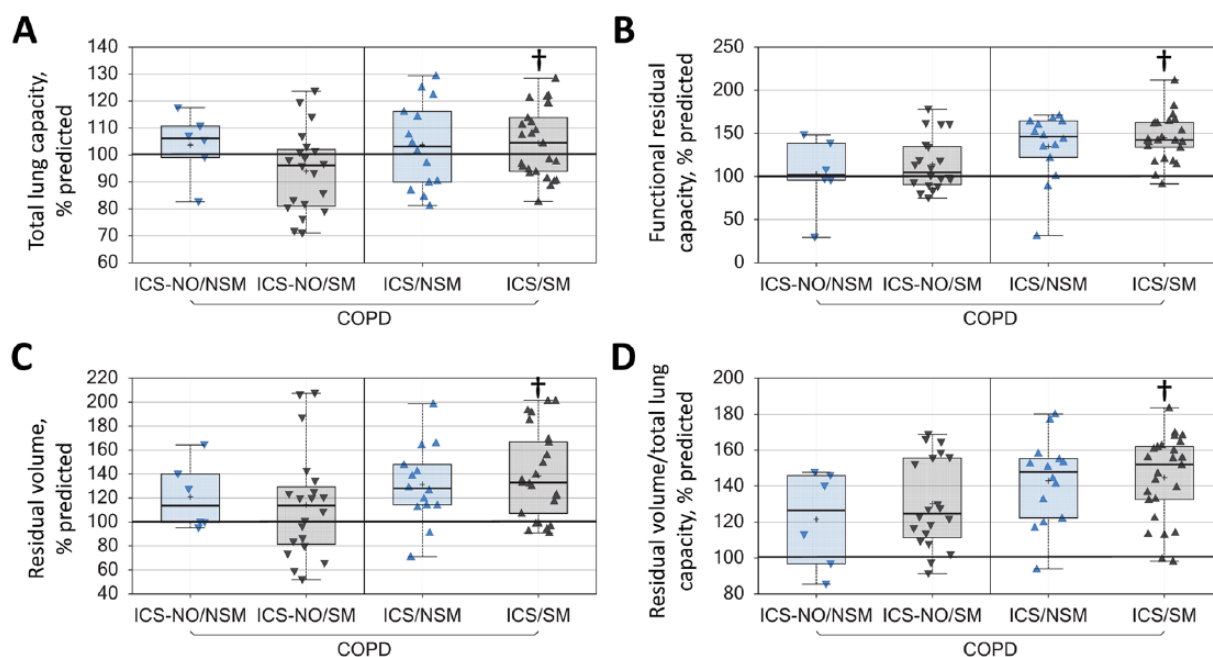 A
Total lung capacity,
% predicted
140
130
120
110
100
90
80
70
60
†
ICS-NO/NSM ICS-NO/SM ICS/NSM ICS/SM
COPD
B
Functional residual
capacity, % predicted
250
200
150
100
50
0
†
ICS-NO/NSM ICS-NO/SM ICS/NSM ICS/SM
COPD
C
Residual volume,
% predicted
220
200
180
160
140
120
100
80
60
40
†
ICS-NO/NSM ICS-NO/SM ICS/NSM ICS/SM
COPD
D
Residual volume/total lung
capacity, % predicted
200
180
160
140
120
100
80
†
ICS-NO/NSM ICS-NO/SM ICS/NSM ICS/SM
COPD